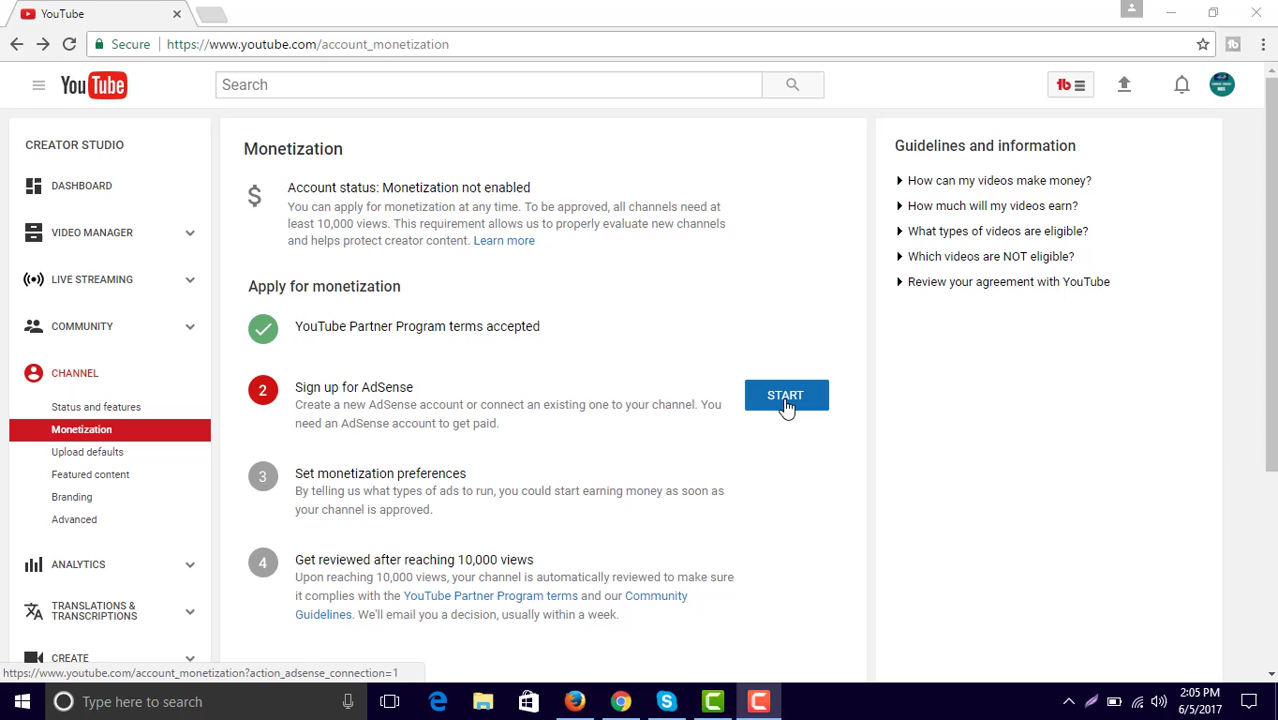 YouTube
Secure
https://www.youtube.com/account_monetization
YouTube
Search
CREATOR STUDIO
DASHBOARD
VIDEO MANAGER
LIVE STREAMING
COMMUNITY
CHANNEL
Status and features
Monetization
Upload defaults
Featured content
Branding
Advanced
ANALYTICS
TRANSLATIONS &
TRANSCRIPTIONS
CREATE
Monetization
$
Account status: Monetization not enabled
You can apply for monetization at any time. To be approved, all channels need at
least 10,000 views. This requirement allows us to properly evaluate new channels
and helps protect creator content. Learn more
Apply for monetization
YouTube Partner Program terms accepted
2
Sign up for AdSense
Create a new AdSense account or connect an existing one to your channel. You
need an AdSense account to get paid.
START
3
Set monetization preferences
By telling us what types of ads to run, you could start earning money as soon as
your channel is approved.
4
Get reviewed after reaching 10,000 views
Upon reaching 10,000 views, your channel is automatically reviewed to make sure
it complies with the YouTube Partner Program terms and our Community
Guidelines. We'll email you a decision, usually within a week.
Guidelines and information
How can my videos make money?
How much will my videos earn?
What types of videos are eligible?
Which videos are NOT eligible?
Review your agreement with YouTube
https://www.youtube.com/account_monetization?action_adsense_connection=1
Type here to search
2:05 PM
6/5/2017